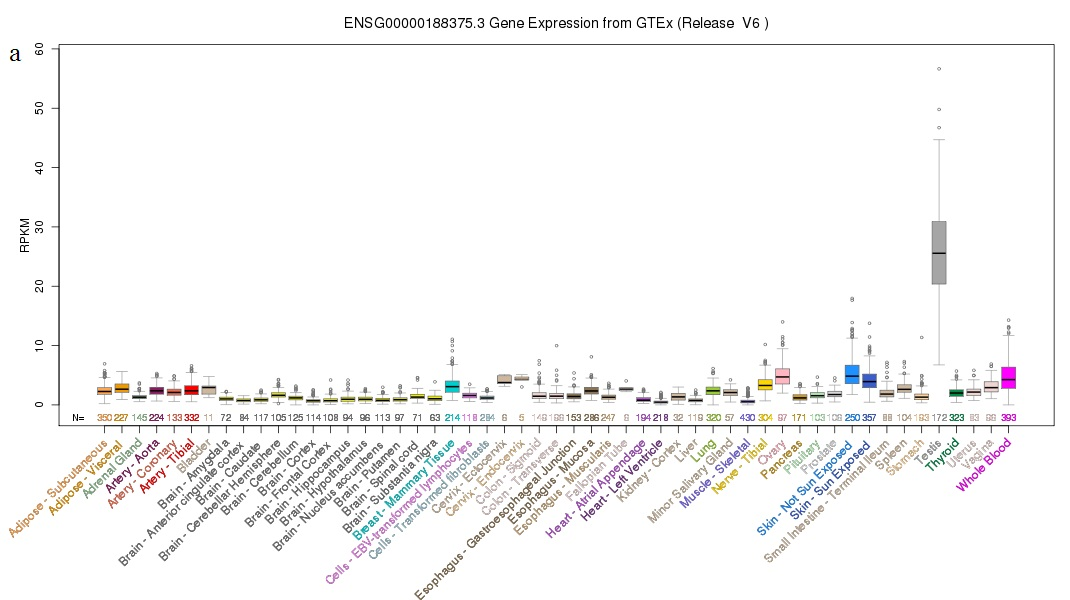 ENSG00000188375.3 Gene Expression from GTEx (Release V6 )
a
60
50
40
30
20
10
0
RPKM
N= 350 227 145 224 133 332 11 72 84 117 105 125 114 108 94 96 113 97 71 63 214 118 284 6 5 149 196 153 286 247 6 194 218 32 119 320 57 430 304 97 171 103 106 250 357 88 104 193 172 323 83 96 393
Adipose - Subcutaneous
Adipose - Visceral
Adrenal Gland
Artery - Aorta
Artery - Coronary
Artery - Tibial
Bladder
Brain - Amygdala
Brain - Anterior cingulate cortex
Brain - Caudate
Brain - Cerebellar Hemisphere
Brain - Cerebellum
Brain - Cortex
Brain - Frontal Cortex
Brain - Hippocampus
Brain - Hypothalamus
Brain - Nucleus accumbens
Brain - Putamen
Brain - Spinal cord
Brain - Substantia nigra
Breast - Mammary Tissue
Cells - EBV-transformed lymphocytes
Cells - Transformed fibroblasts
Cervix - Ectocervix
Cervix - Endocervix
Colon - Sigmoid
Colon - Transverse
Esophagus - Gastroesophageal Junction
Esophagus - Mucosa
Esophagus - Muscularis
Fallopian Tube
Heart - Atrial Appendage
Heart - Left Ventricle
Kidney - Cortex
Liver
Lung
Minor Salivary Gland
Muscle - Skeletal
Nerve - Tibial
Ovary
Pancreas
Pituitary
Prostate
Skin - Not Sun Exposed
Skin - Sun Exposed
Small Intestine - Terminal Ileum
Spleen
Stomach
Testis
Thyroid
Uterus
Vagina
Whole Blood